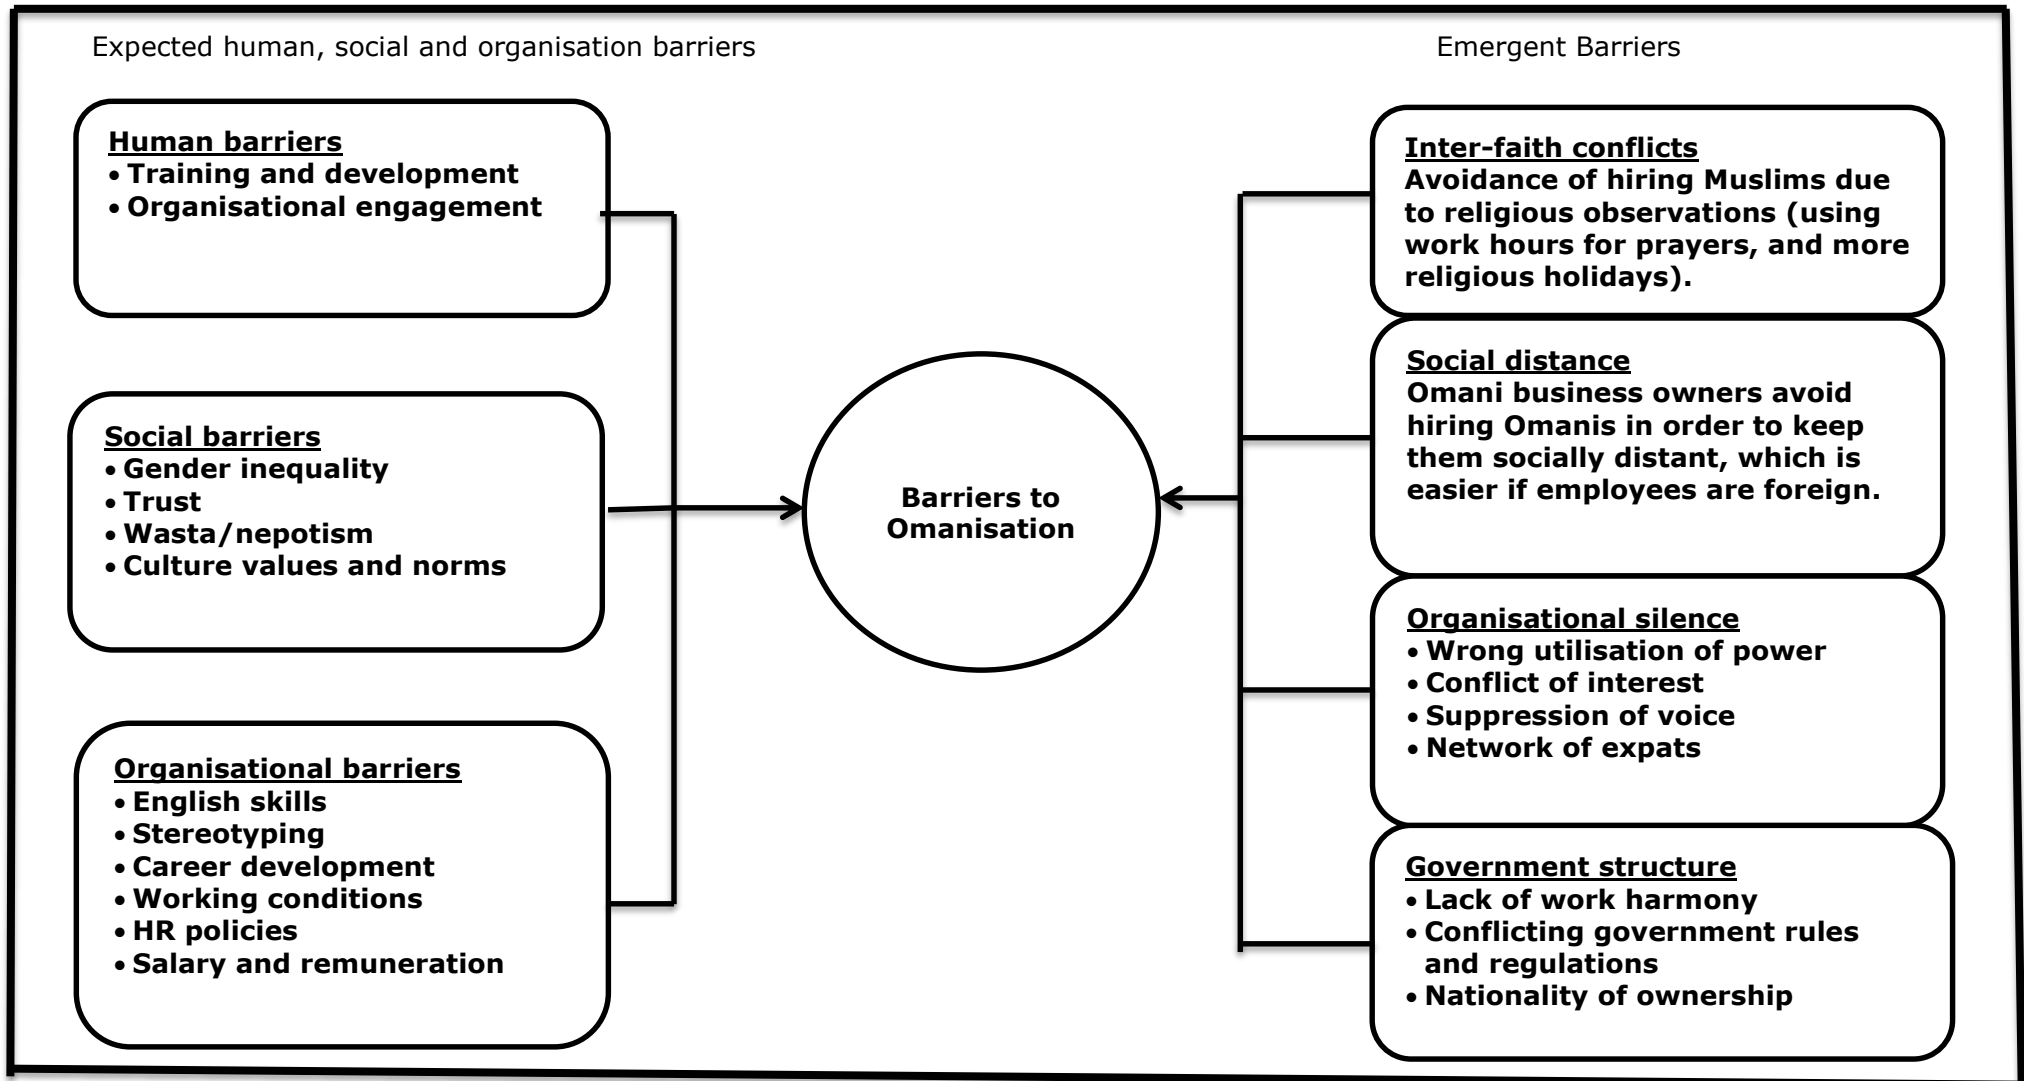 Expected human, social and organisation barriers
Human barriers
• Training and development
• Organisational engagement
Social barriers
• Gender inequality
• Trust
• Wasta/nepotism
• Culture values and norms
Organisational barriers
• English skills
• Stereotyping
• Career development
• Working conditions
• HR policies
• Salary and remuneration
Barriers to
Omanisation
Emergent Barriers
Inter-faith conflicts
Avoidance of hiring Muslims due
to religious observations (using
work hours for prayers, and more
religious holidays).
Social distance
Omani business owners avoid
hiring Omanis in order to keep
them socially distant, which is
easier if employees are foreign.
Organisational silence
• Wrong utilisation of power
• Conflict of interest
• Suppression of voice
• Network of expats
Government structure
• Lack of work harmony
• Conflicting government rules
and regulations
• Nationality of ownership